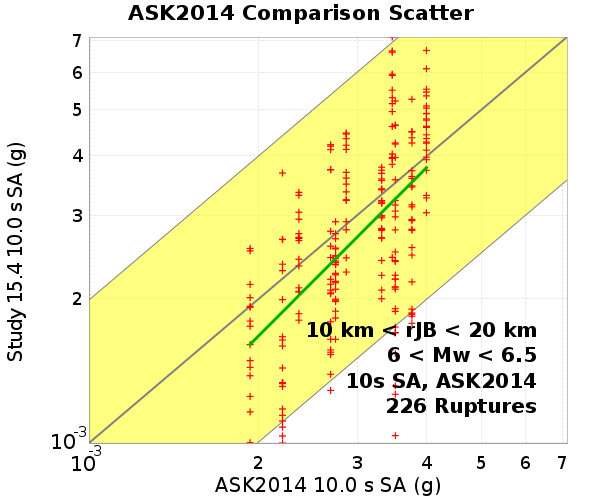 ASK2014 Comparison Scatter
Study 15.4 10.0 s SA (g)
7
6
5
4
3
2
10-3
10 km < rJB < 20 km
6 < Mw < 6.5
10s SA, ASK2014
226 Ruptures
10-3 2 3 4 5 6 7
ASK2014 10.0 s SA (g)